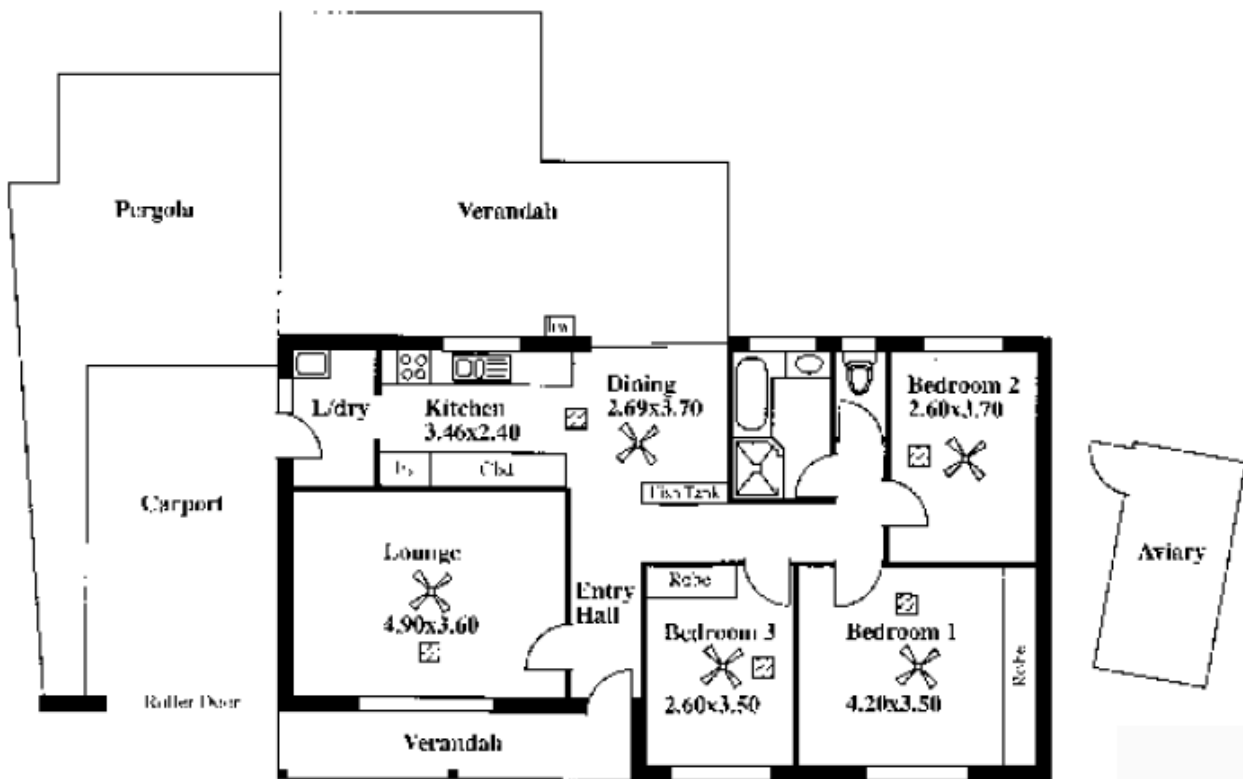 Pergola
Verandah
Dining
2.69x3.70
Bedroom 2
2.60x3.70
L/dry
Kitchen
3.46x2.40
Fish Tank
Carport
Aviary
Lounge
4.90x3.60
Entry
Hall
Robe
Bedroom 3
2.60x3.50
Bedroom 1
4.20x3.50
Robe
Roller Door
Verandah